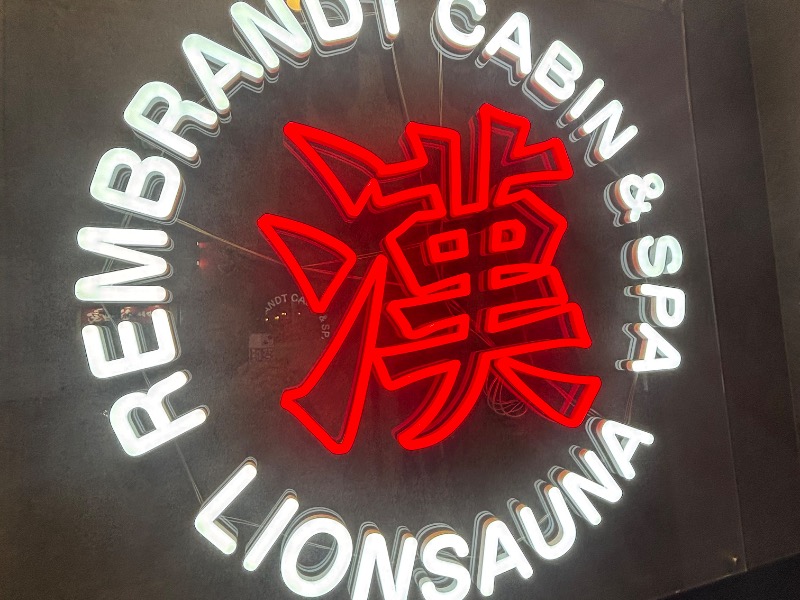 REMBRANDT CABIN & SPA
漢
LIONSAUNA